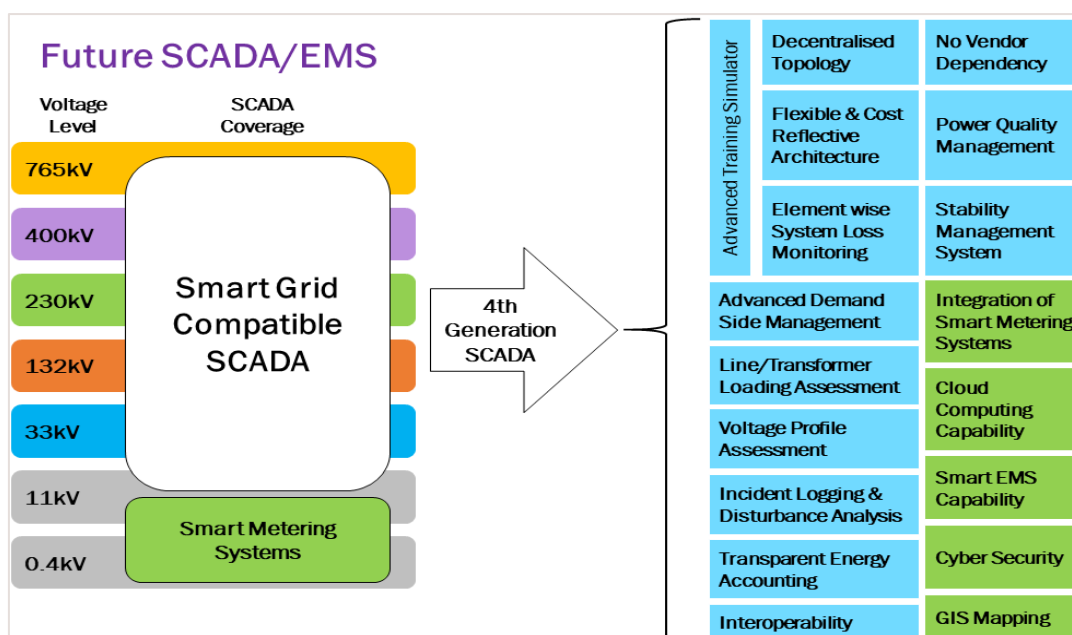 Future SCADA/EMS
Voltage
Level
SCADA
Coverage
765kV
400kV
230kV
132kV
33kV
11kV
0.4kV
Smart Grid
Compatible
SCADA
Smart Metering
Systems
4th
Generation
SCADA
Advanced Training Simulator
Decentralised
Topology
Flexible & Cost
Reflective
Architecture
Element wise
System Loss
Monitoring
Advanced Demand
Side Management
Line/Transformer
Loading Assessment
Voltage Profile
Assessment
Incident Logging &
Disturbance Analysis
Transparent Energy
Accounting
Interoperability
No Vendor
Dependency
Power Quality
Management
Stability
Management
System
Integration of
Smart Metering
Systems
Cloud
Computing
Capability
Smart EMS
Capability
Cyber Security
GIS Mapping